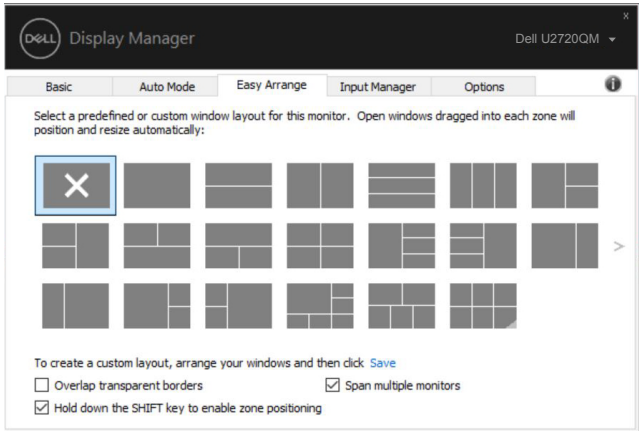 x
DELL Display Manager
Dell U2720QM
Basic
Auto Mode
Easy Arrange
Input Manager
Options
i
Select a predefined or custom window layout for this monitor. Open windows dragged into each zone will
position and resize automatically:
>
To create a custom layout, arrange your windows and then click Save
Overlap transparent borders
Span multiple monitors
Hold down the SHIFT key to enable zone positioning